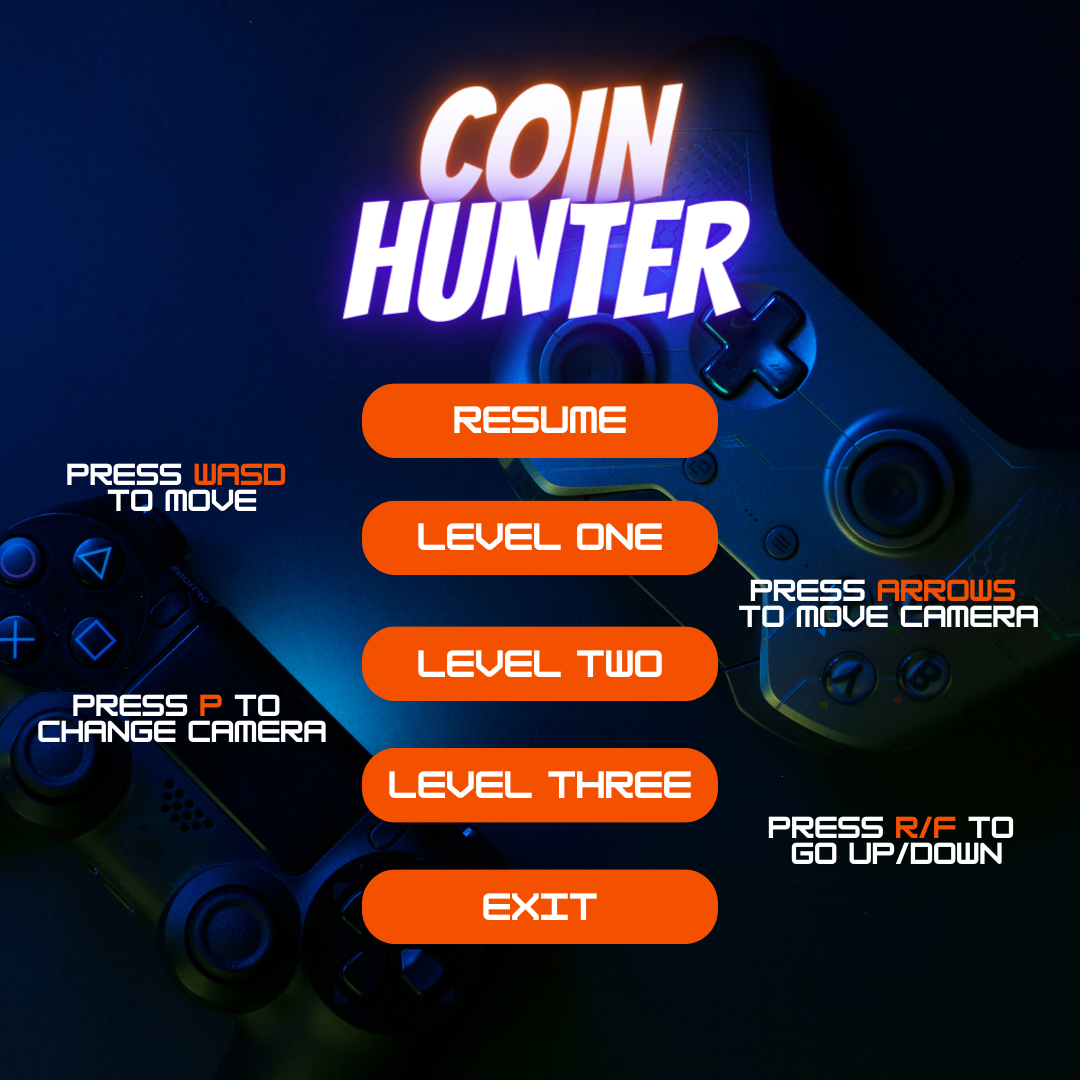 COIN
HUNTER
RESUME
PRESS WASD
TO MOVE
LEVEL ONE
PRESS ARROWS
TO MOVE CAMERA
LEVEL TWO
PRESS P TO
CHANGE CAMERA
LEVEL THREE
PRESS R/F TO
GO UP/DOWN
EXIT
OPTIONS
Y
B